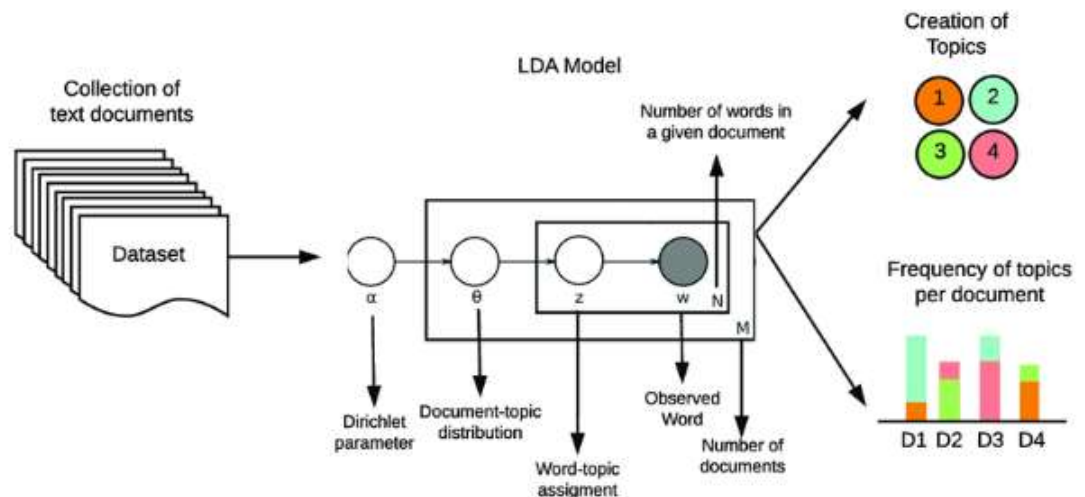 Collection of
text documents
Dataset
LDA Model
Number of words in
a given document
α
θ
z
w
N
M
Dirichlet
parameter
Document-topic
distribution
Word-topic
assigment
Observed
Word
Number of
documents
Creation of
Topics
1
2
3
4
Frequency of topics
per document
D1 D2 D3 D4